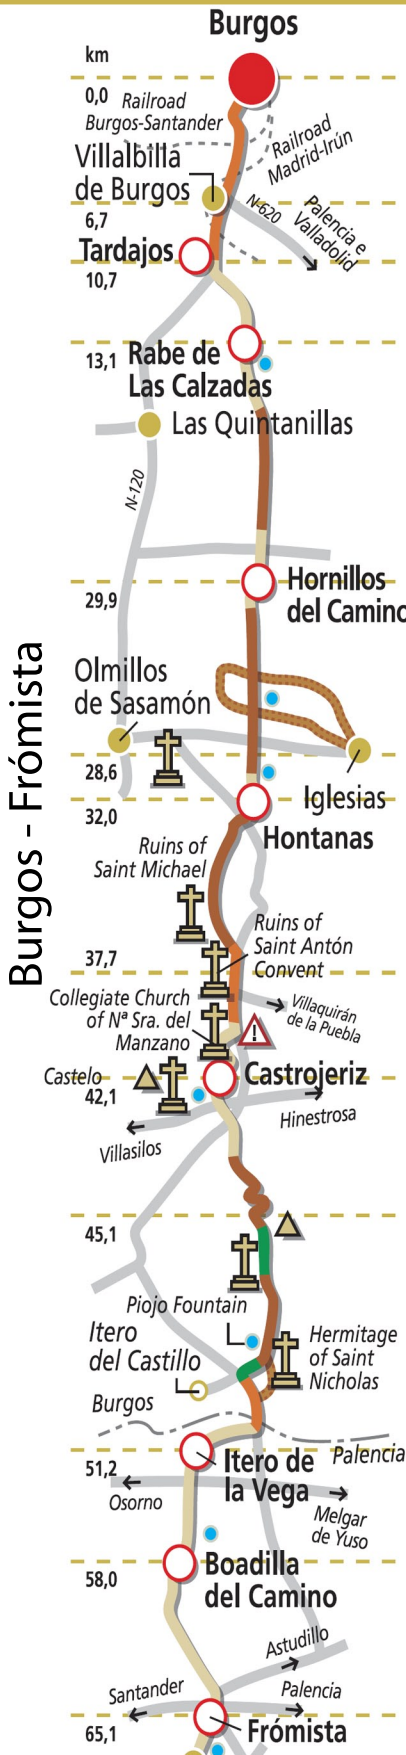 Burgos
km
0,0
Railroad
Burgos-Santander
Railroad
Madrid-Irún
Villalbilla
de Burgos
N-620
6,7
Palencia e
Valladolid
Tardajos
10,7
13,1
Rabe de
Las Calzadas
Las Quintanillas
N-120
Hornillos
del Camino
29,9
Burgos - Frómista
Olmillos
de Sasamón
28,6
Iglesias
32,0
Hontanas
Ruins of
Saint Michael
Ruins of
Saint Antón
Convent
37,7
Collegiate Church
of Nª Sra. del
Manzano
Villaquirán
de la Puebla
!
Castelo
Castrojeriz
42,1
Hinestrosa
Villasilos
45,1
Piojo Fountain
Itero
del Castillo
Hermitage
of Saint
Nicholas
Burgos
Palencia
51,2
Itero de
la Vega
Osorno
Melgar
de Yuso
58,0
Boadilla
del Camino
Astudillo
Santander
Palencia
65,1
Frómista